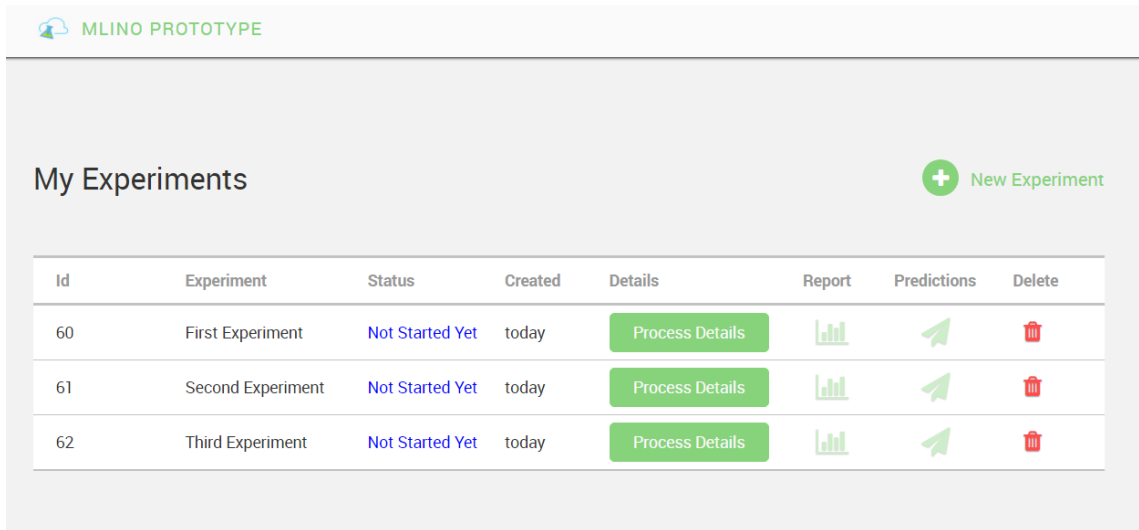 MLINO PROTOTYPE
My Experiments
New Experiment
Id Experiment Status Created Details Report Predictions Delete
60 First Experiment Not Started Yet today Process Details
61 Second Experiment Not Started Yet today Process Details
62 Third Experiment Not Started Yet today Process Details